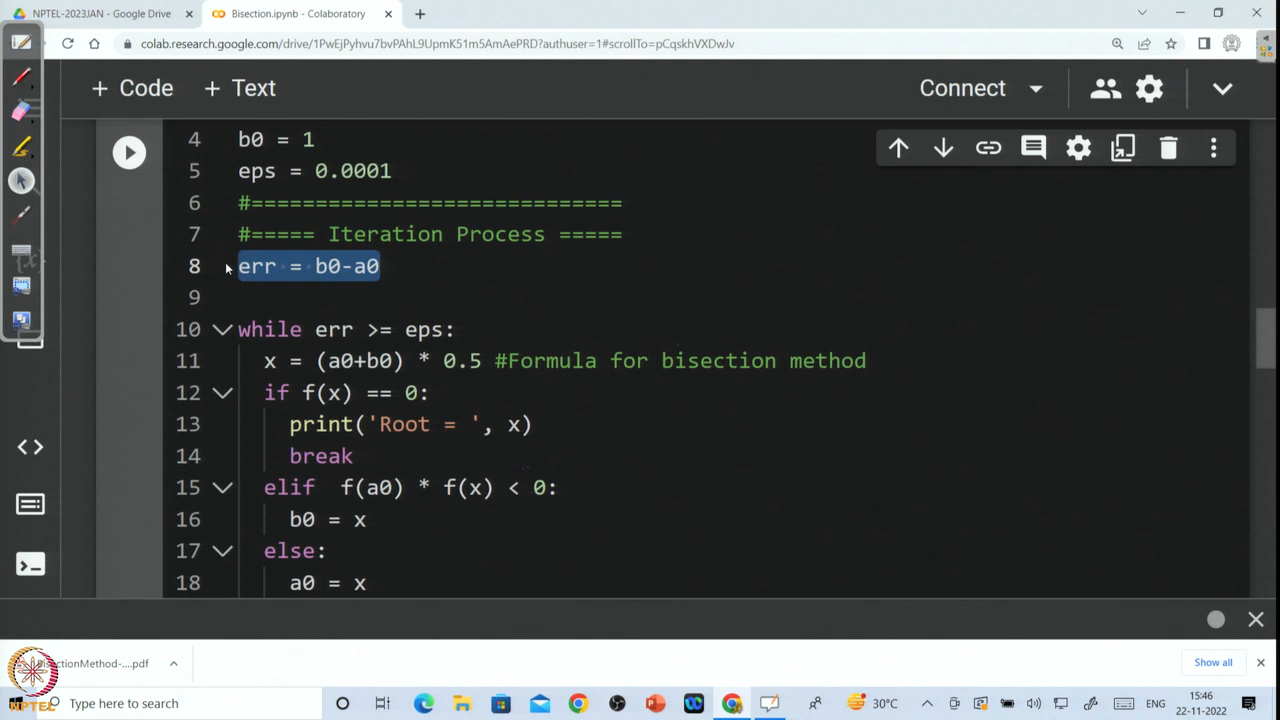 NPTEL-2023JAN - Google Drive
Bisection.ipynb - Colaboratory
colab.research.google.com/drive/1PwEjPyhvu7bvPAhL9UpmK51m5AmAePRD?authuser=1#scrollTo=pCqskhVXDwJv
+ Code + Text
Connect
4 b0 = 1
5 eps = 0.0001
6 #=============================
7 #===== Iteration Process =====
8 err = b0-a0
9
10 while err >= eps:
11 x = (a0+b0) * 0.5 #Formula for bisection method
12 if f(x) == 0:
13 print('Root = ', x)
14 break
15 elif f(a0) * f(x) < 0:
16 b0 = x
17 else:
18 a0 = x
{x}
BisectionMethod-....pdf
Show all
NPTEL
Type here to search
30°C
ENG
15:46
22-11-2022